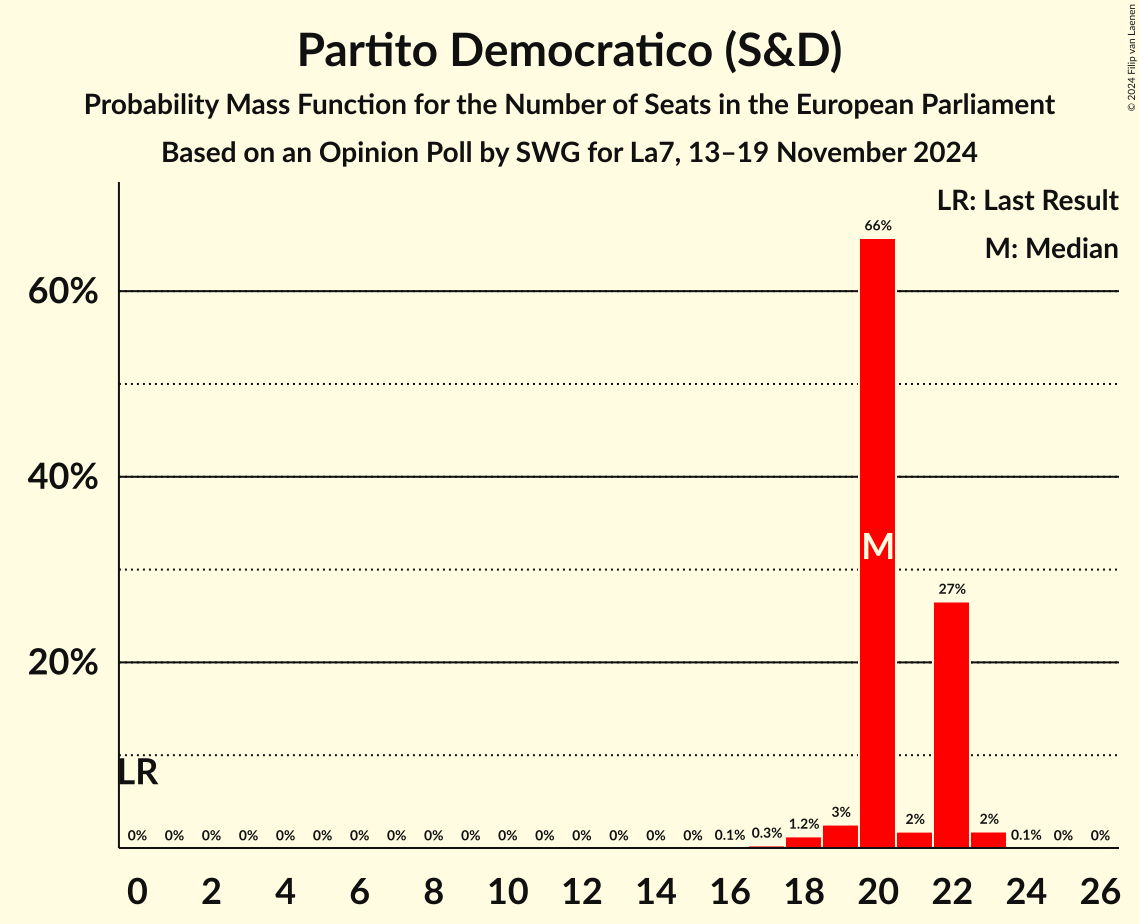 Partito Democratico (S&D)
Probability Mass Function for the Number of Seats in the European Parliament
Based on an Opinion Poll by SWG for La7, 13–19 November 2024
© 2024 Filip van Laenen
LR: Last Result
M: Median
60%
40%
20%
66%
M
27%
LR
0% 0% 0% 0% 0% 0% 0% 0% 0% 0% 0% 0% 0% 0% 0% 0% 0.1% 0.3% 1.2% 3% 2% 2% 0.1% 0% 0%
0 2 4 6 8 10 12 14 16 18 20 22 24 26